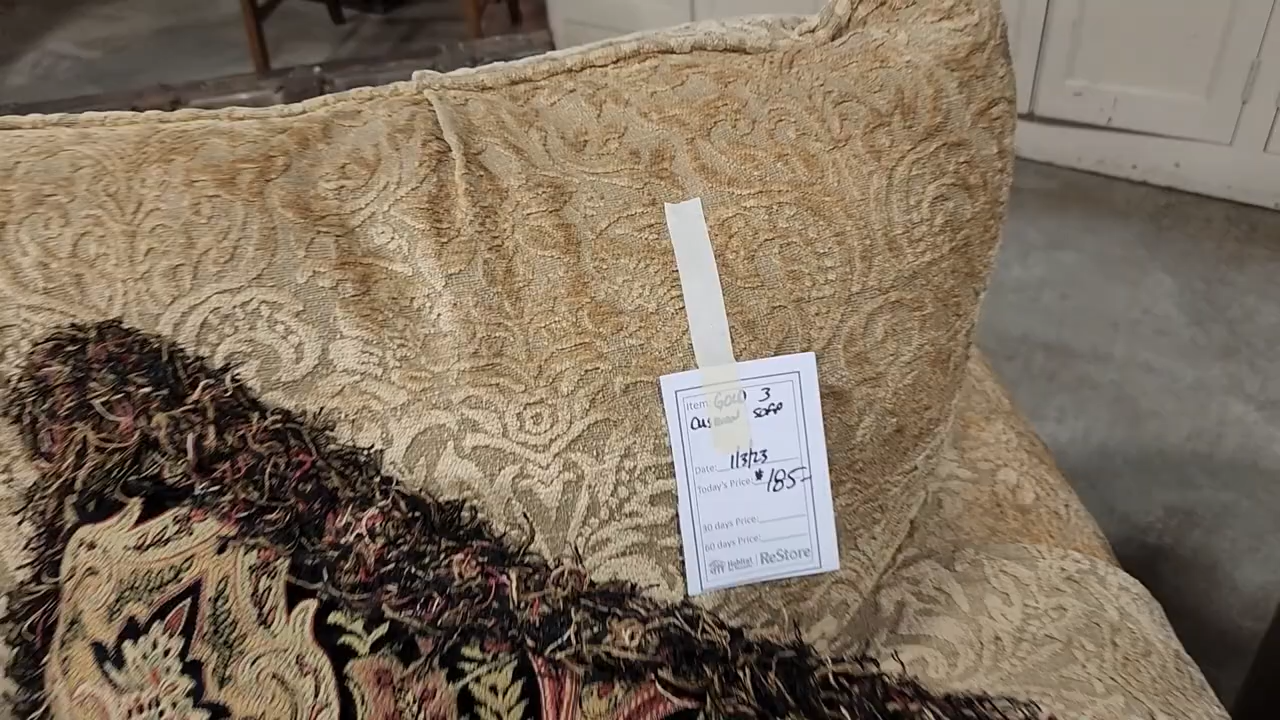 Item: GOLD 3
Cushion Sofa
Date: 1/3/23
Today's Price: $185-
30 days Price:
60 days Price:
Habitat for Humanity ReStore